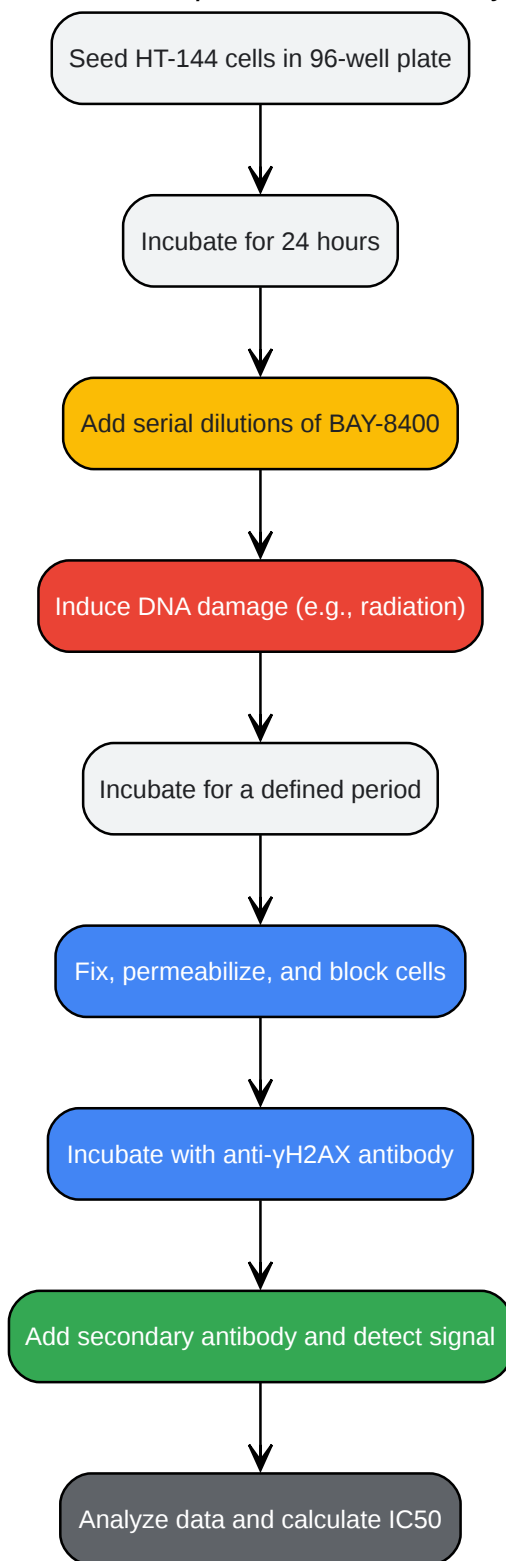 Seed HT-144 cells in 96-well plate
Incubate for 24 hours
Add serial dilutions of BAY-8400
Induce DNA damage (e.g., radiation)
Incubate for a defined period
Fix, permeabilize, and block cells
Incubate with anti-γH2AX antibody
Add secondary antibody and detect signal
Analyze data and calculate IC50